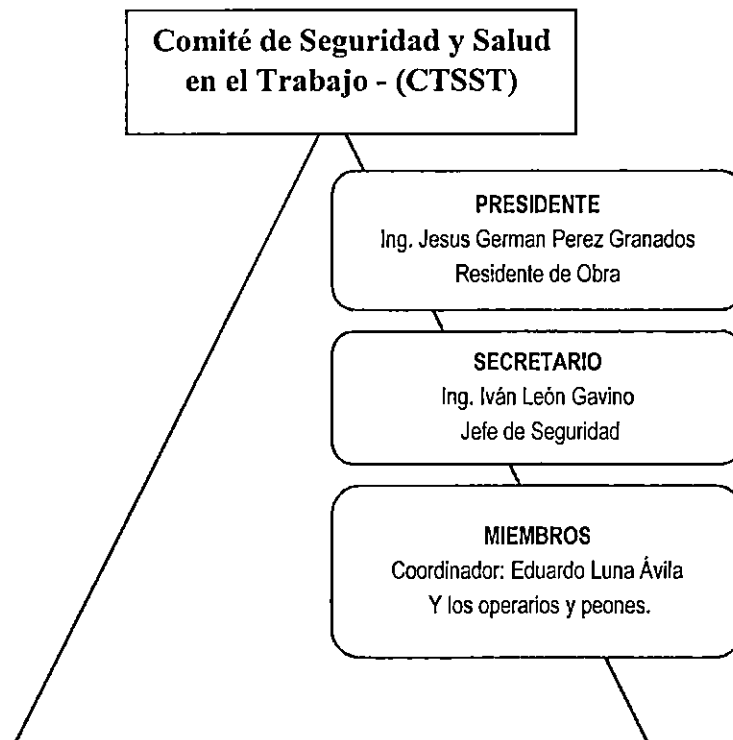 Comité de Seguridad y Salud
en el Trabajo - (CTSST)
PRESIDENTE
Ing. Jesus German Perez Granados
Residente de Obra
SECRETARIO
Ing. Iván León Gavino
Jefe de Seguridad
MIEMBROS
Coordinador: Eduardo Luna Ávila
Y los operarios y peones.